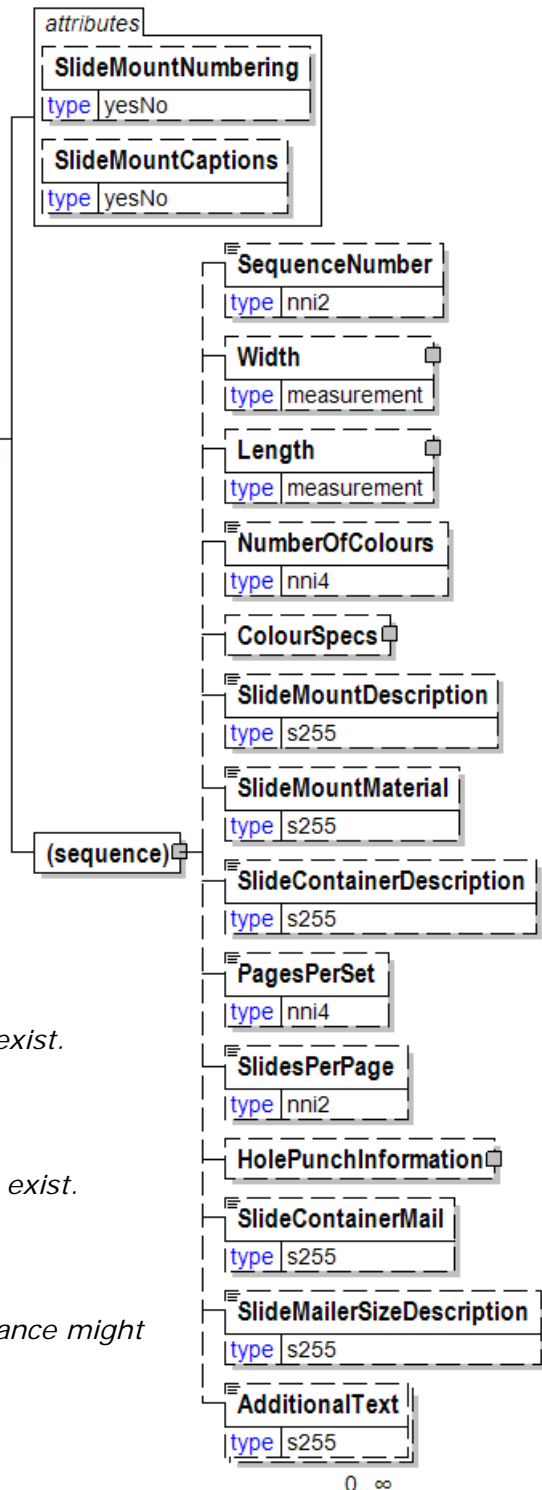 attributes
SlideMountNumbering
type yesNo
SlideMountCaptions
type yesNo
SequenceNumber
type nni2
Width
type measurement
Length
type measurement
NumberOfColours
type nni4
ColourSpecs
SlideMountDescription
type s255
SlideMountMaterial
type s255
(sequence)
SlideContainerDescription
type s255
PagesPerSet
type nni4
exist.
SlidesPerPage
type nni2
HolePunchInformation
exist.
SlideContainerMail
type s255
SlideMailerSizeDescription
ance might
type s255
AdditionalText
type s255
0 ∞